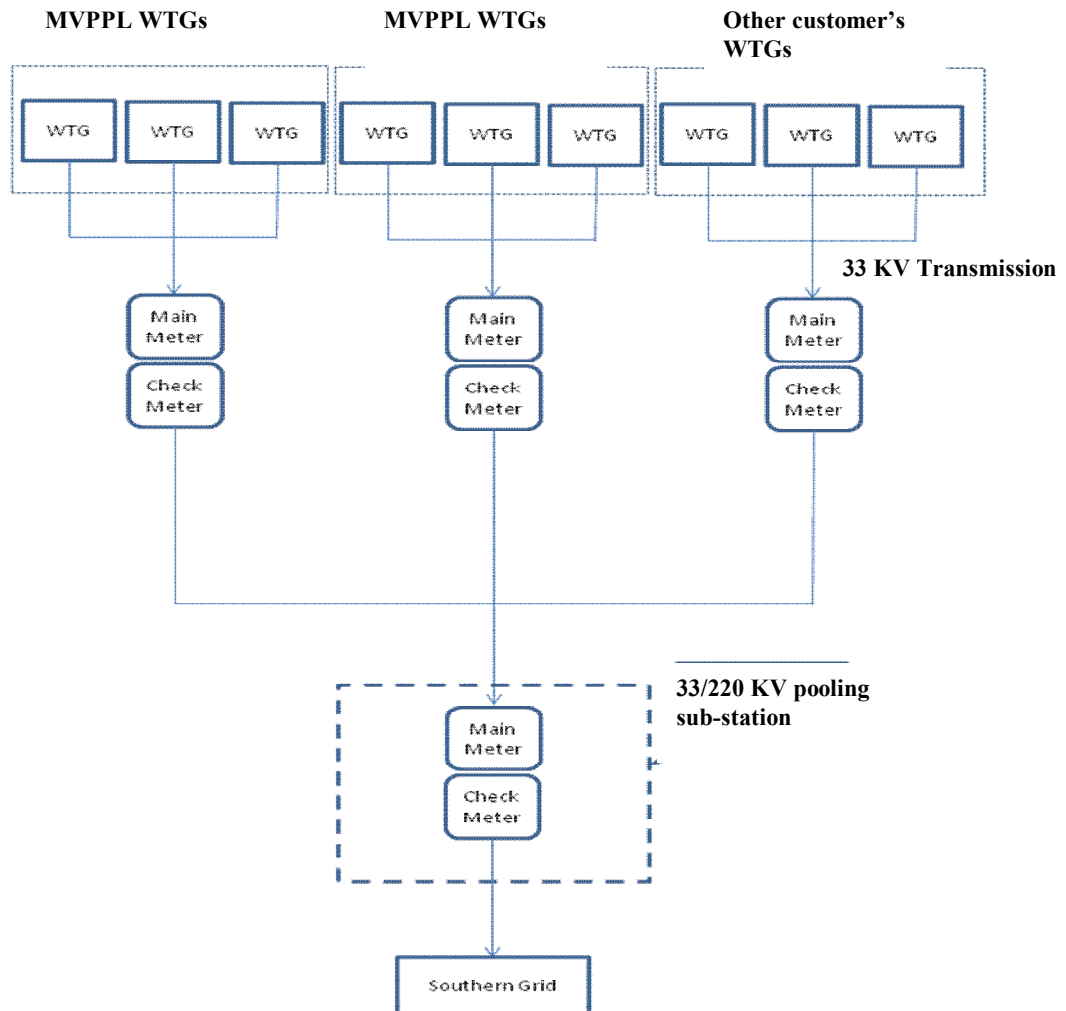 MVPPL WTGs
MVPPL WTGs
Other customer’s
WTGs
WTG
WTG
WTG
WTG
WTG
WTG
WTG
WTG
WTG
33 KV Transmission
Main
Meter
Check
Meter
Main
Meter
Check
Meter
Main
Meter
Check
Meter
33/220 KV pooling
sub-station
Main
Meter
Check
Meter
Southern Grid